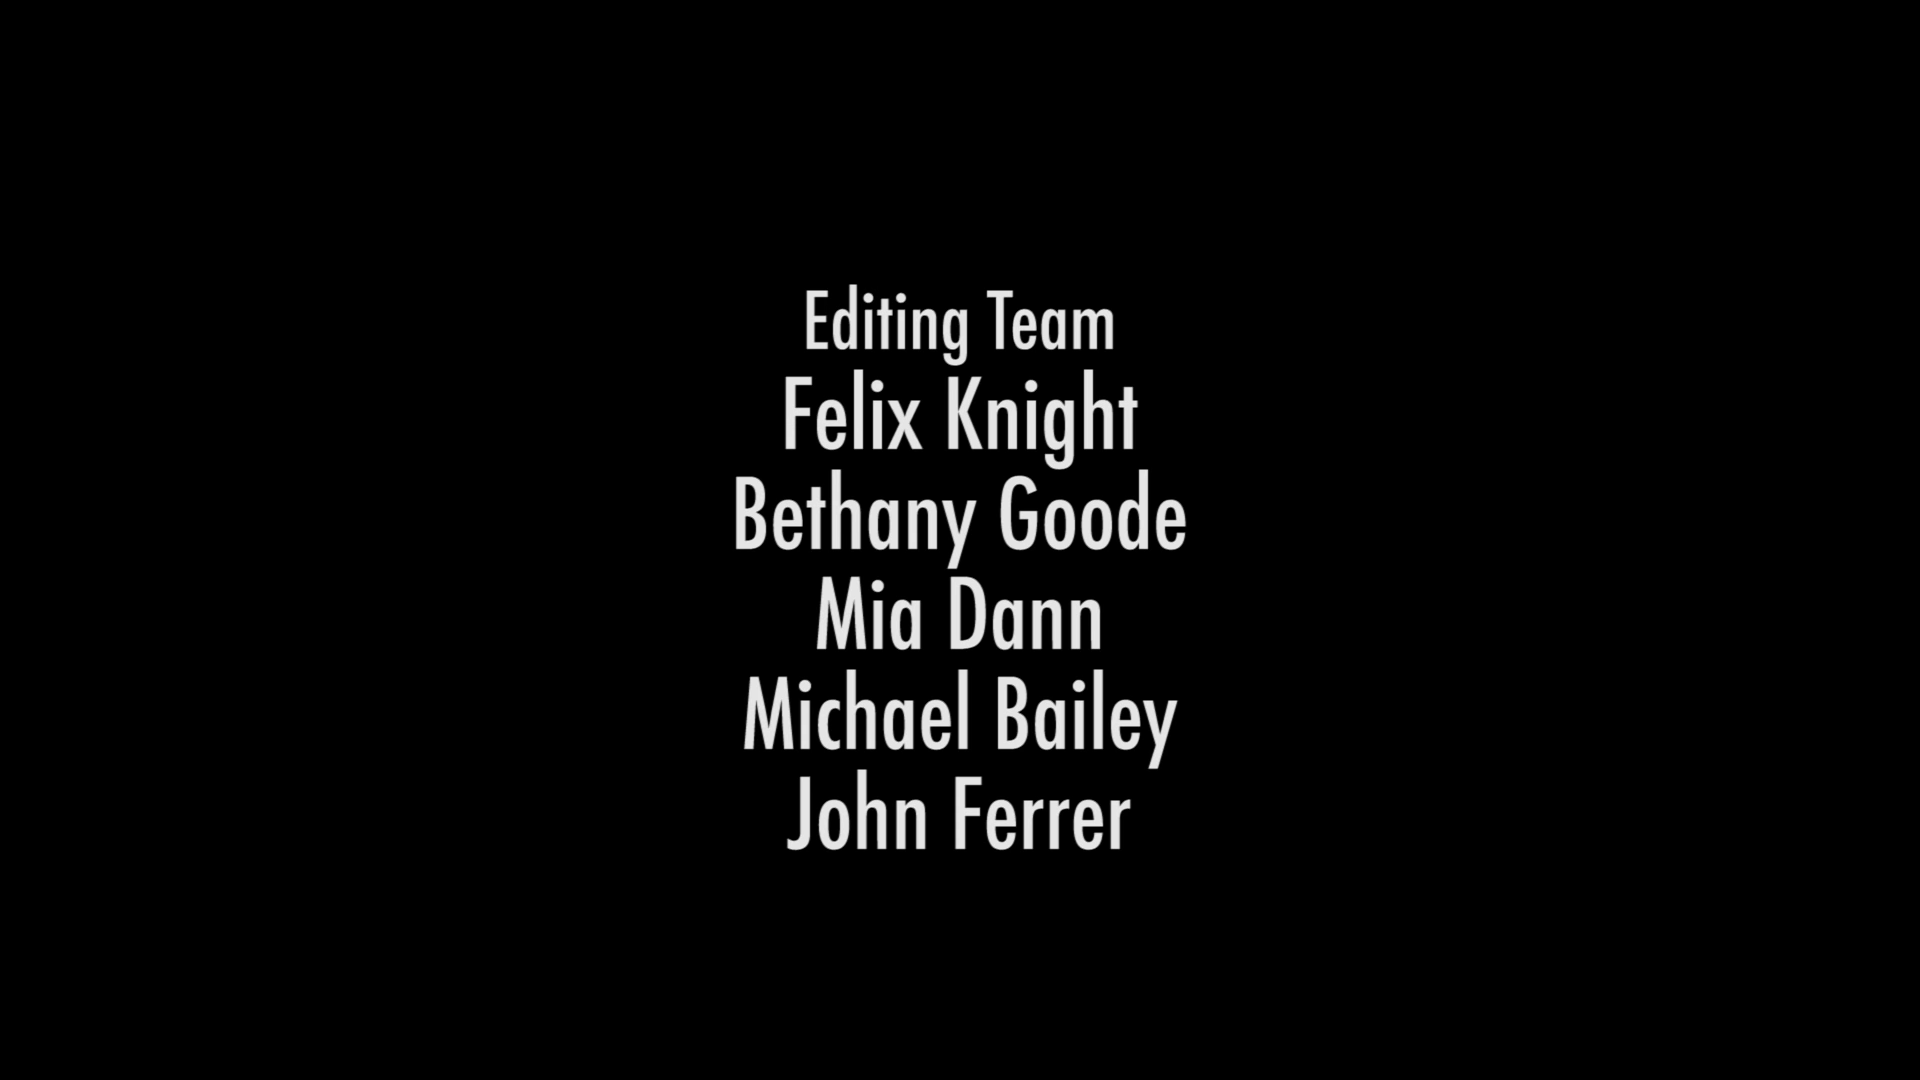 Editing Team
Felix Knight
Bethany Goode
Mia Dann
Michael Bailey
John Ferrer